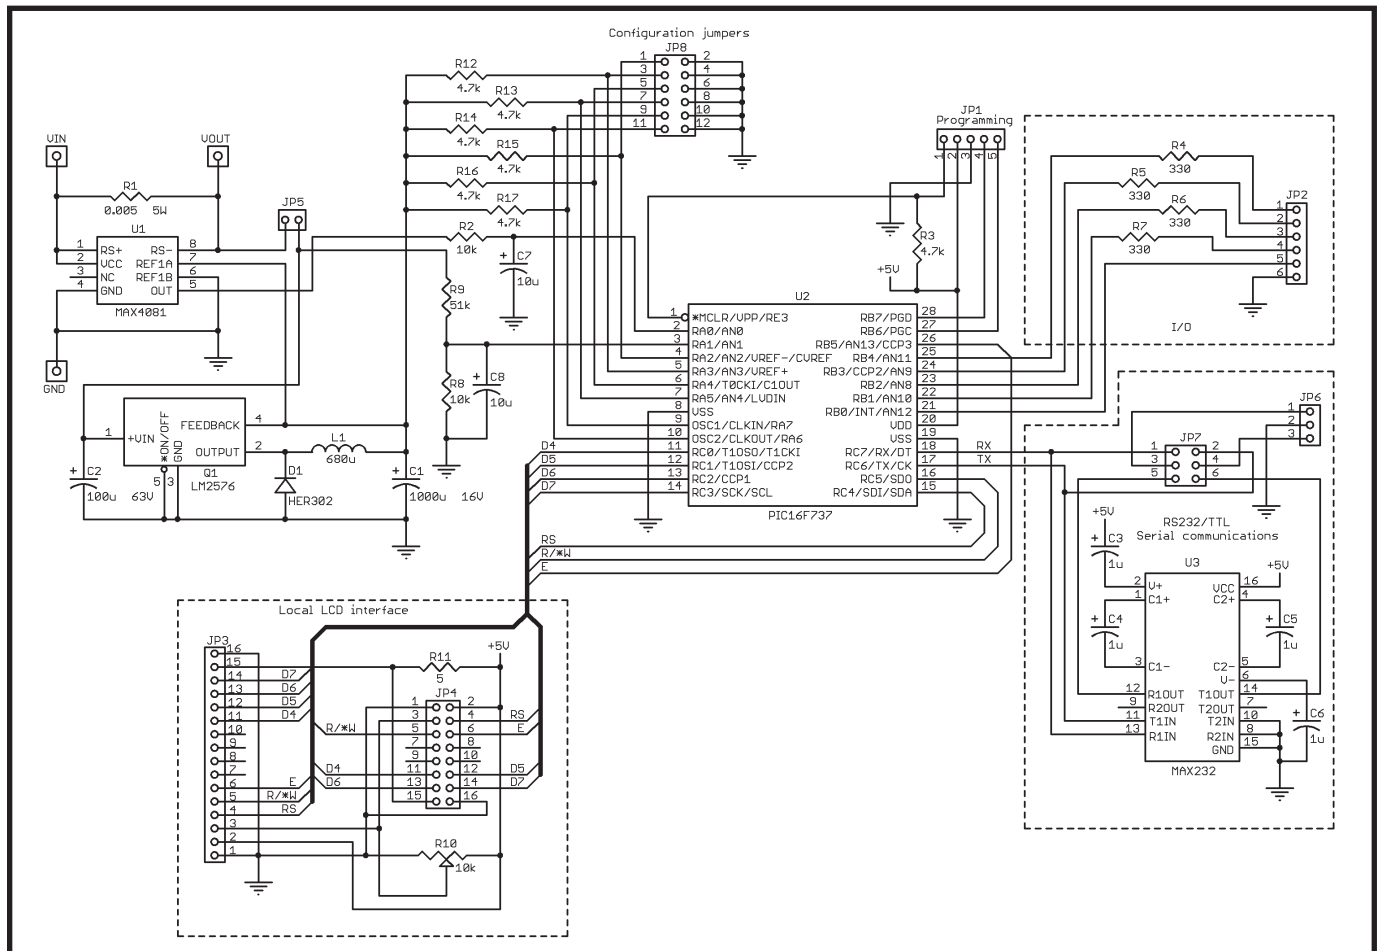 Configuration jumpers
JP8
1 2
3 4
5 6
7 8
9 10
11 12
R12
4.7k
R13
4.7k
R14
4.7k
R15
4.7k
R16
4.7k
R17
4.7k
R2
10k
+ C7
10u
VIN
VOUT
R1
0.005 5W
JP5
U1
1 RS+ RS- 8
2 VCC REF1A 7
3 NC REF1B 6
4 GND OUT 5
MAX4081
GND
R9
51k
R8
10k
+ C8
10u
1 +VIN
*ON/OFF
GND
FEEDBACK 4
OUTPUT 2
5 3
Q1
LM2576
+ C2
100u 63V
D1
HER302
L1
680u
+ C1
1000u 16V
JP1
Programming
1 2 3 4 5
R3
4.7k
+5V
U2
1 *MCLR/VPP/RE3 RB7/PGD 28
2 RA0/AN0 RB6/PGC 27
3 RA1/AN1 RB5/AN13/CCP3 26
4 RA2/AN2/VREF-/CVREF RB4/AN11 25
5 RA3/AN3/VREF+ RB3/CCP2/AN9 24
6 RA4/T0CKI/C1OUT RB2/AN8 23
7 RA5/AN4/LVDIN RB1/AN10 22
8 VSS RB0/INT/AN12 21
9 OSC1/CLKIN/RA7 VDD 20
10 OSC2/CLKOUT/RA6 VSS 19
11 RC0/T1OSO/T1CKI RC7/RX/DT 18
12 RC1/T1OSI/CCP2 RC6/TX/CK 17
13 RC2/CCP1 RC5/SDO 16
14 RC3/SCK/SCL RC4/SDI/SDA 15
PIC16F737
D4
D5
D6
D7
RS
R/*W
E
RX
TX
R4
330
R5
330
R6
330
R7
330
JP2
1
2
3
4
5
6
I/O
JP6
1
2
3
JP7
1 2
3 4
5 6
RS232/TTL
Serial communications
+5V
+ C3
1u
+ C4
1u
U3
2 V+ VCC 16
1 C1+ C2+ 4
3 C1- C2- 5
V- 6
12 R1OUT T1OUT 14
9 R2OUT T2OUT 7
11 T1IN T2IN 10
13 R1IN R2IN 8
GND 15
MAX232
+5V
+ C5
1u
+ C6
1u
Local LCD interface
JP3
16
15
14 D7
13 D6
12 D5
11 D4
10
9
8
7
6 E
5 R/*W
4 RS
3
2
1
R11
5
+5V
JP4
1 2
3 4 RS
R/*W 5 6 E
7 8
9 10
D4 11 12 D5
D6 13 14 D7
15 16
R10
10k